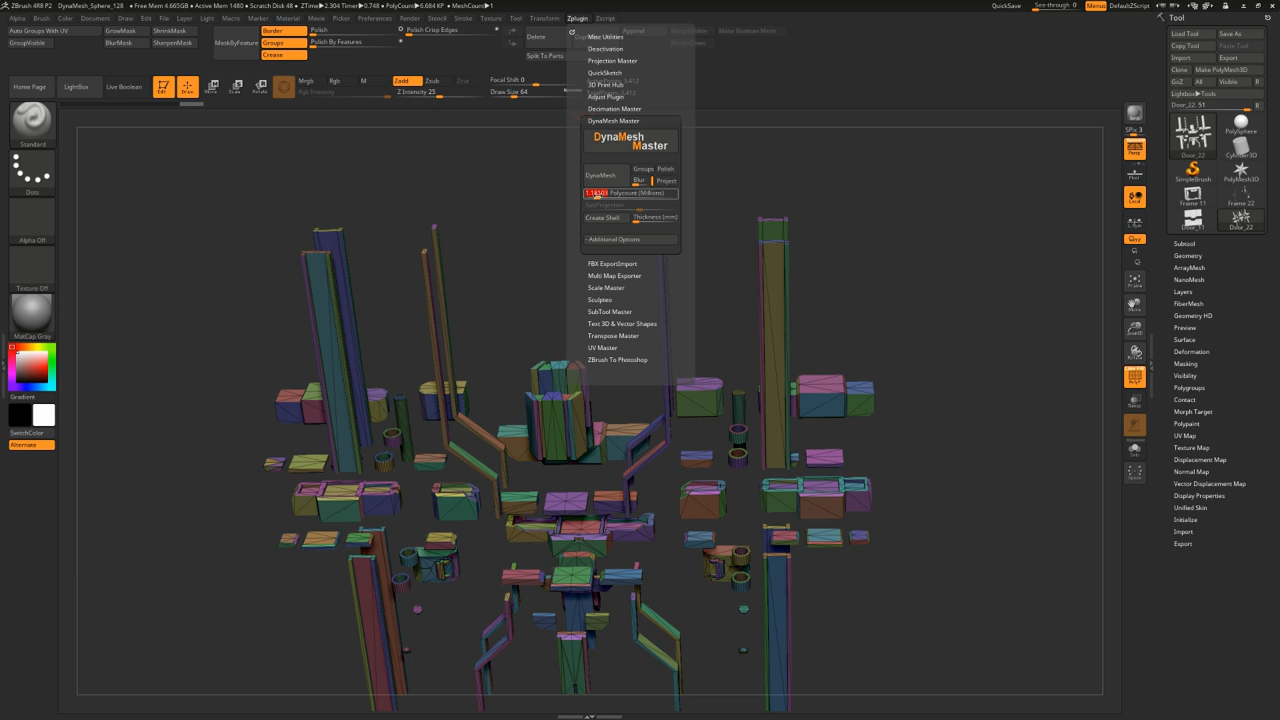 ZBrush 4R8 P2   DynaMesh_Sphere_128   • Free Mem 4.665GB • Active Mem 1480 • Scratch Disk 48 • ZTime▶2.304 Timer▶0.748 • PolyCount▶6.684 KP • MeshCount▶1
QuickSave   See-through 0   Menus   DefaultZScript
Alpha   Brush   Color   Document   Draw   Edit   File   Layer   Light   Macro   Marker   Material   Movie   Picker   Preferences   Render   Stencil   Stroke   Texture   Tool   Transform   Zplugin   Zscript
Auto Groups With UV   GrowMask   ShrinkMask
GroupVisible   BlurMask   SharpenMask
MaskByFeature   Border
Groups
Crease
Polish   Polish Crisp Edges
Polish By Features
Delete   Append   Make Boolean Mesh
Split To Parts
Home Page   LightBox   Live Boolean   Edit   Draw   Move   Scale   Rotate
Mrgb   Rgb   M   Zadd   Zsub
Rgb Intensity   Z Intensity 25
Focal Shift 0
Draw Size 64
Standard
Dots
Alpha Off
Texture Off
MatCap Gray
Gradient
SwitchColor
Alternate
Misc Utilities
Deactivation
Projection Master
QuickSketch
3D Print Hub
Adjust Plugin
Decimation Master
DynaMesh Master
DynaMesh
Master
DynaMesh   Groups   Polish
Blur   Project
Polycount (Millions)
SubProjection
Create Shell   Thickness (mm)
- Additional Options
FBX ExportImport
Multi Map Exporter
Scale Master
Sculpteo
SubTool Master
Text 3D & Vector Shapes
Transpose Master
UV Master
ZBrush To Photoshop
SPix 3
Persp
Floor
Local
L.Sym
Frame
Move
Rotate
PolyF
Transp
Solo
Tool
Load Tool   Save As
Copy Tool   Paste Tool
Import   Export
Clone   Make PolyMesh3D
GoZ   All   Visible   R
Lightbox▶Tools
Door_22. 51   R
Door_22   PolySphere
Cylinder3D
SimpleBrush   PolyMesh3D
Frame 11   Frame 22
Door_11   Door_22
Subtool
Geometry
ArrayMesh
NanoMesh
Layers
FiberMesh
Geometry HD
Preview
Surface
Deformation
Masking
Visibility
Polygroups
Contact
Morph Target
Polypaint
UV Map
Texture Map
Displacement Map
Normal Map
Vector Displacement Map
Display Properties
Unified Skin
Initialize
Import
Export